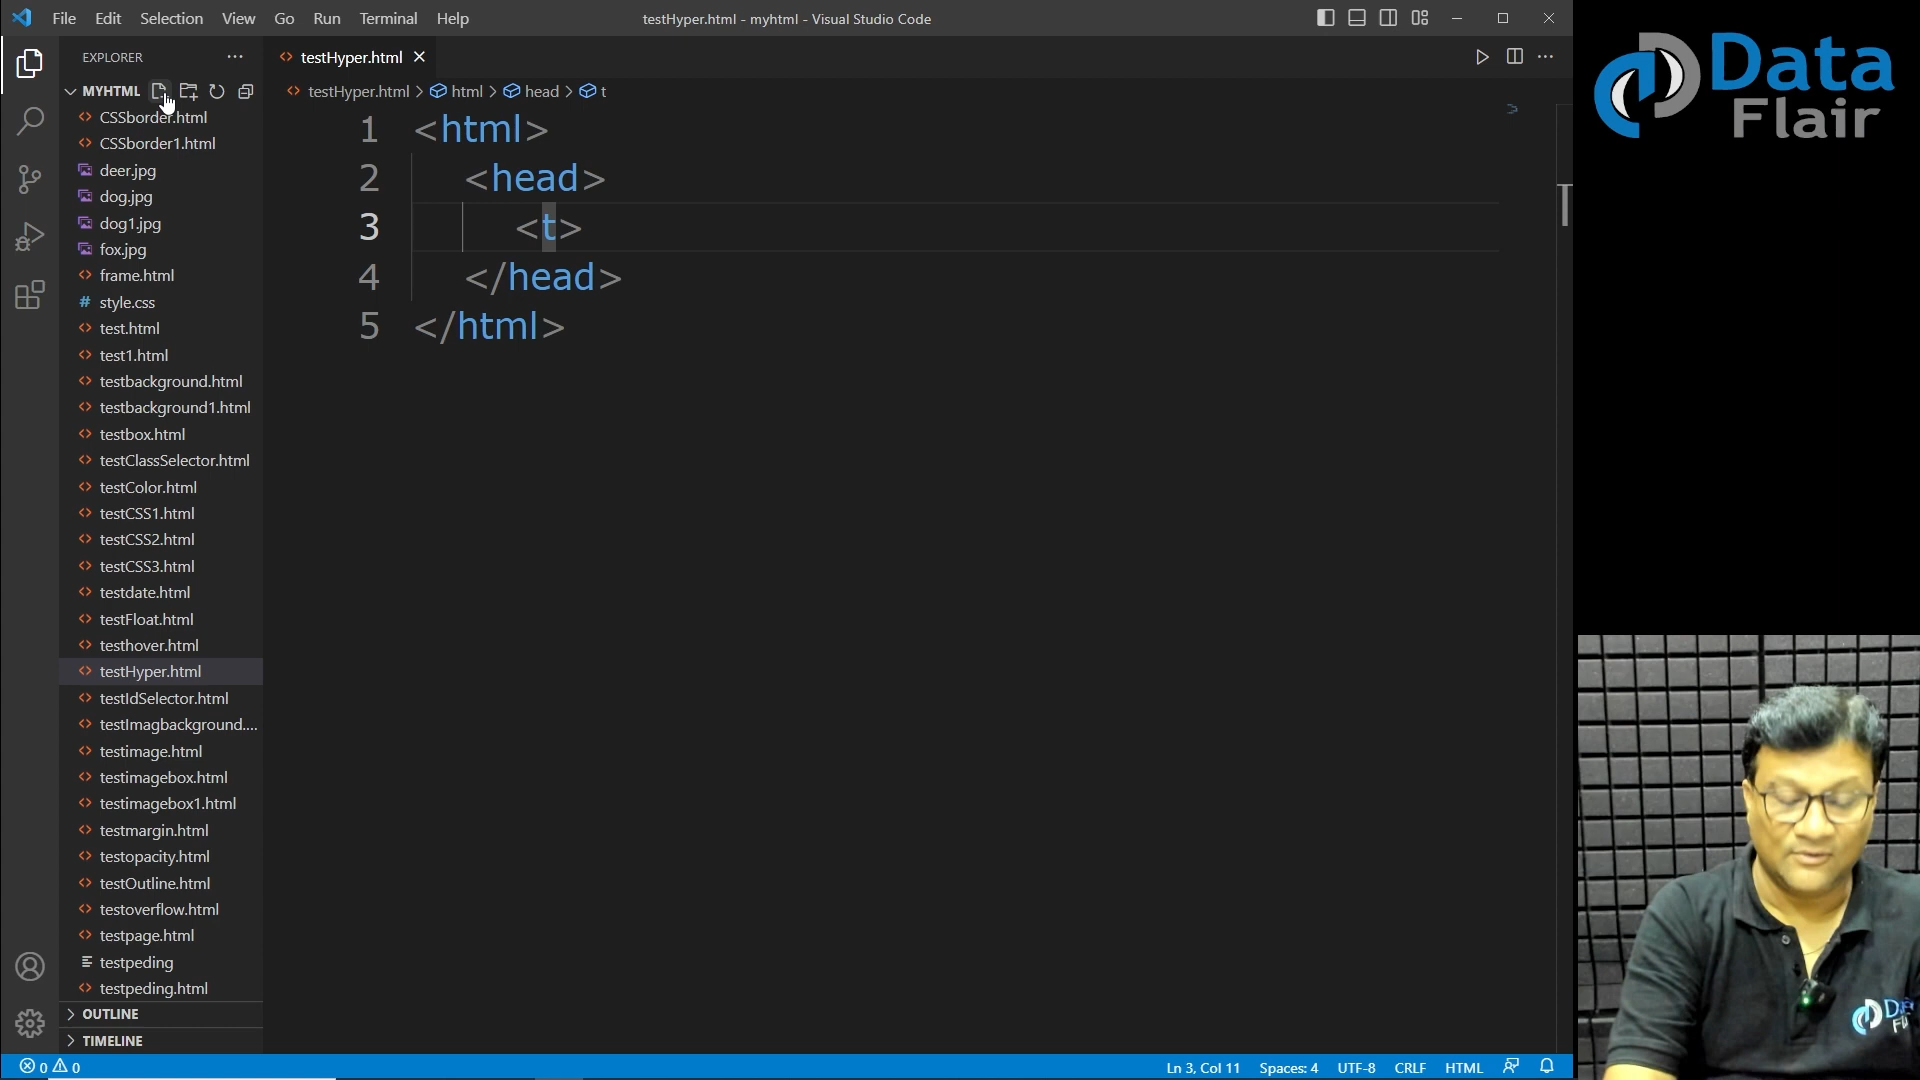 File Edit Selection View Go Run Terminal Help
testHyper.html - myhtml - Visual Studio Code
EXPLORER
MYHTML
CSSborder.html
CSSborder1.html
deer.jpg
dog.jpg
dog1.jpg
fox.jpg
frame.html
# style.css
test.html
test1.html
testbackground.html
testbackground1.html
testbox.html
testClassSelector.html
testColor.html
testCSS1.html
testCSS2.html
testCSS3.html
testdate.html
testFloat.html
testhover.html
testHyper.html
testIdSelector.html
testImagbackground....
testimage.html
testimagebox.html
testimagebox1.html
testmargin.html
testopacity.html
testOutline.html
testoverflow.html
testpage.html
testpeding
testpeding.html
OUTLINE
TIMELINE
testHyper.html
testHyper.html > html > head > t
1 <html>
2 <head>
3 <t>
4 </head>
5 </html>
0 0
Ln 3, Col 11 Spaces: 4 UTF-8 CRLF HTML
Data
Flair